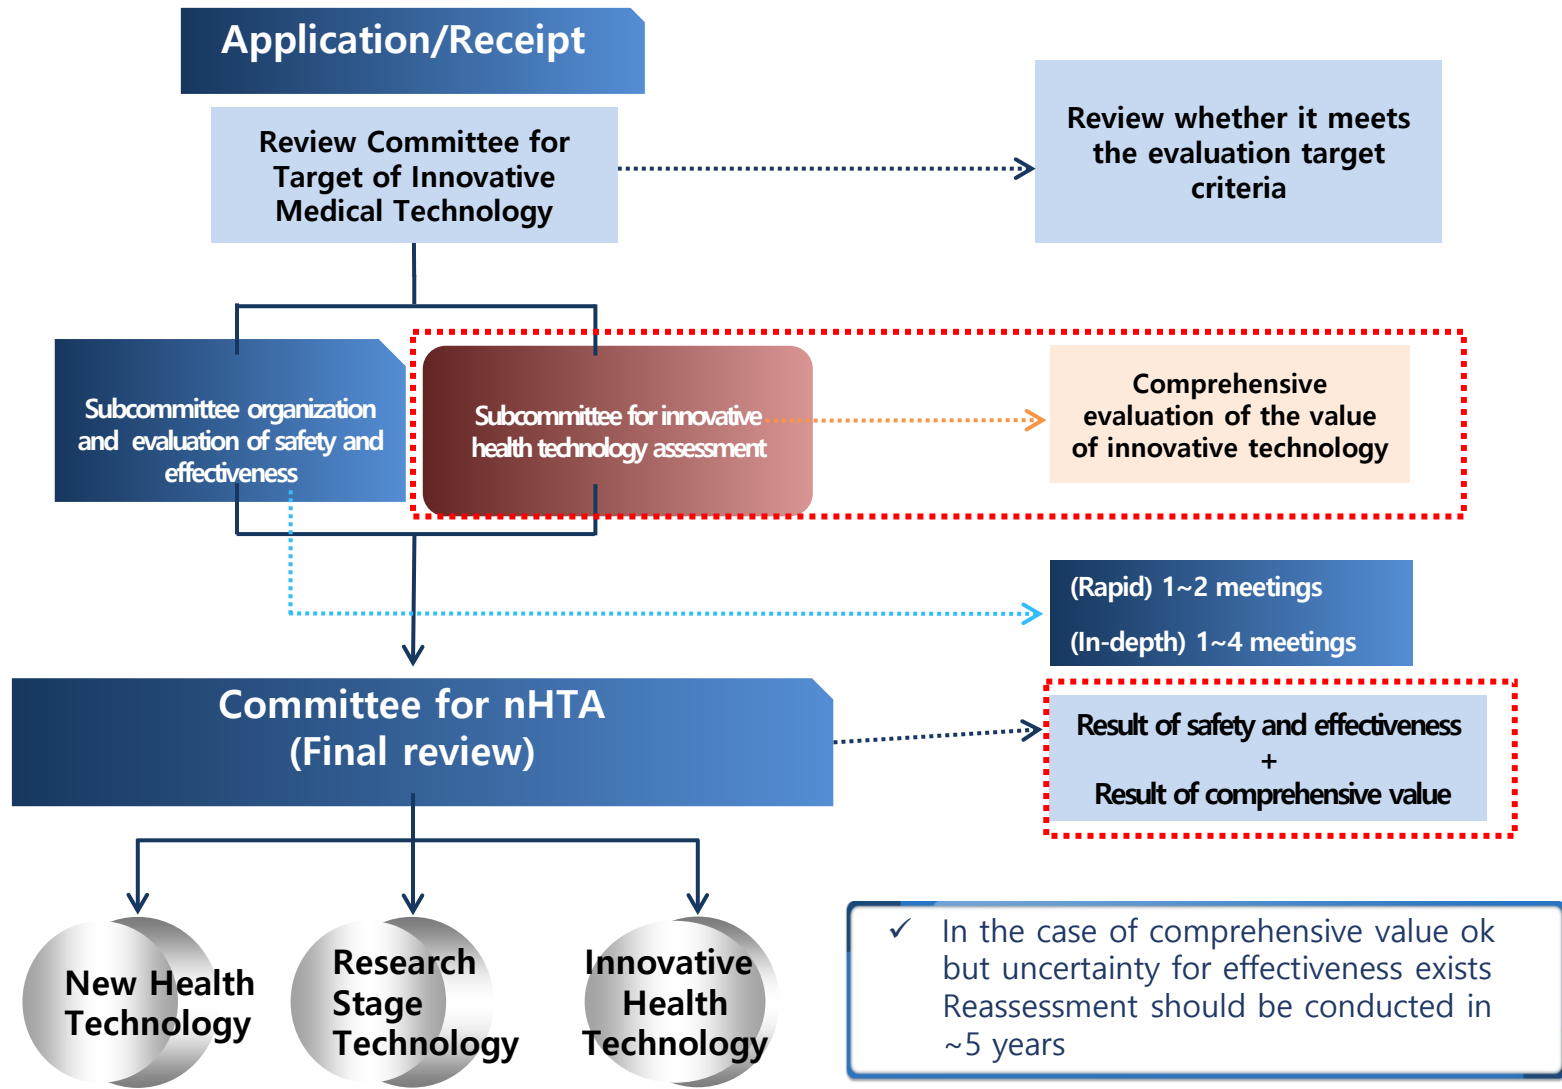 Application/Receipt
Review Committee for
Target of Innovative
Medical Technology
Review whether it meets
the evaluation target
criteria
Subcommittee organization
and evaluation of safety and
effectiveness
Subcommittee for innovative
health technology assessment
Comprehensive
evaluation of the value
of innovative technology
(Rapid) 1~2 meetings
(In-depth) 1~4 meetings
Committee for nHTA
(Final review)
Result of safety and effectiveness
+
Result of comprehensive value
New Health
Technology
Research
Stage
Technology
Innovative
Health
Technology
✓ In the case of comprehensive value ok
but uncertainty for effectiveness exists
Reassessment should be conducted in
~5 years